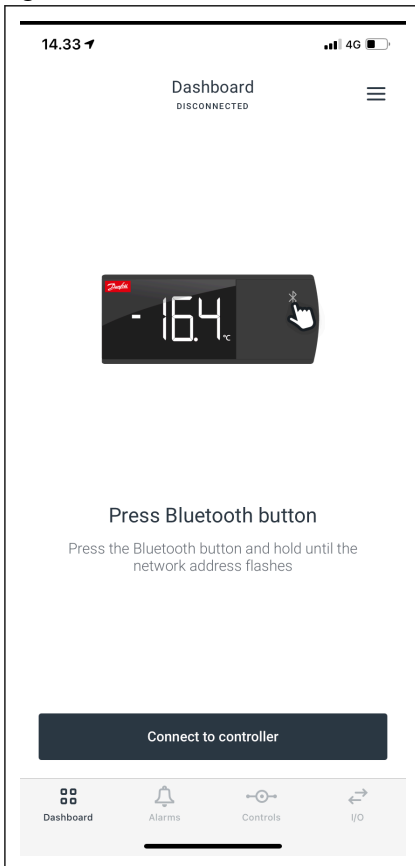 14.33
4G
Dashboard
DISCONNECTED
Danfoss
-16.4 °C
Press Bluetooth button
Press the Bluetooth button and hold until the
network address flashes
Connect to controller
Dashboard Alarms Controls I/O